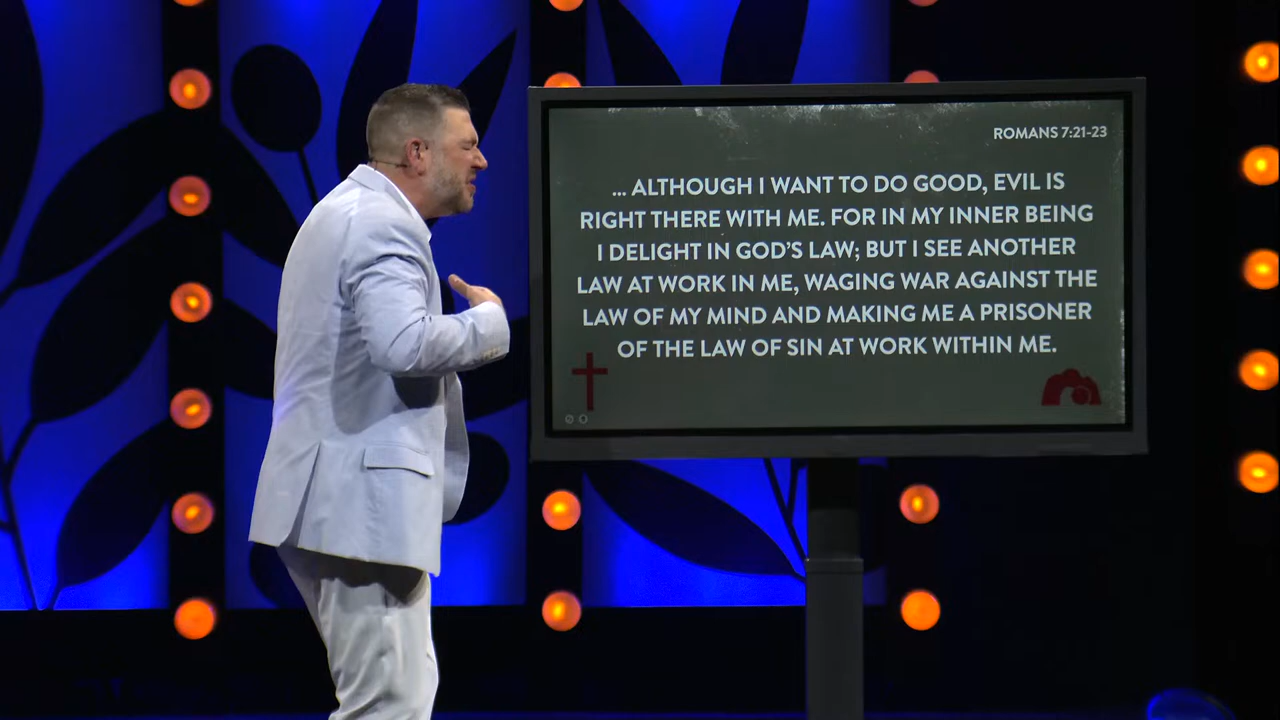 ROMANS 7:21-23
... ALTHOUGH I WANT TO DO GOOD, EVIL IS
RIGHT THERE WITH ME. FOR IN MY INNER BEING
I DELIGHT IN GOD'S LAW; BUT I SEE ANOTHER
LAW AT WORK IN ME, WAGING WAR AGAINST THE
LAW OF MY MIND AND MAKING ME A PRISONER
OF THE LAW OF SIN AT WORK WITHIN ME.